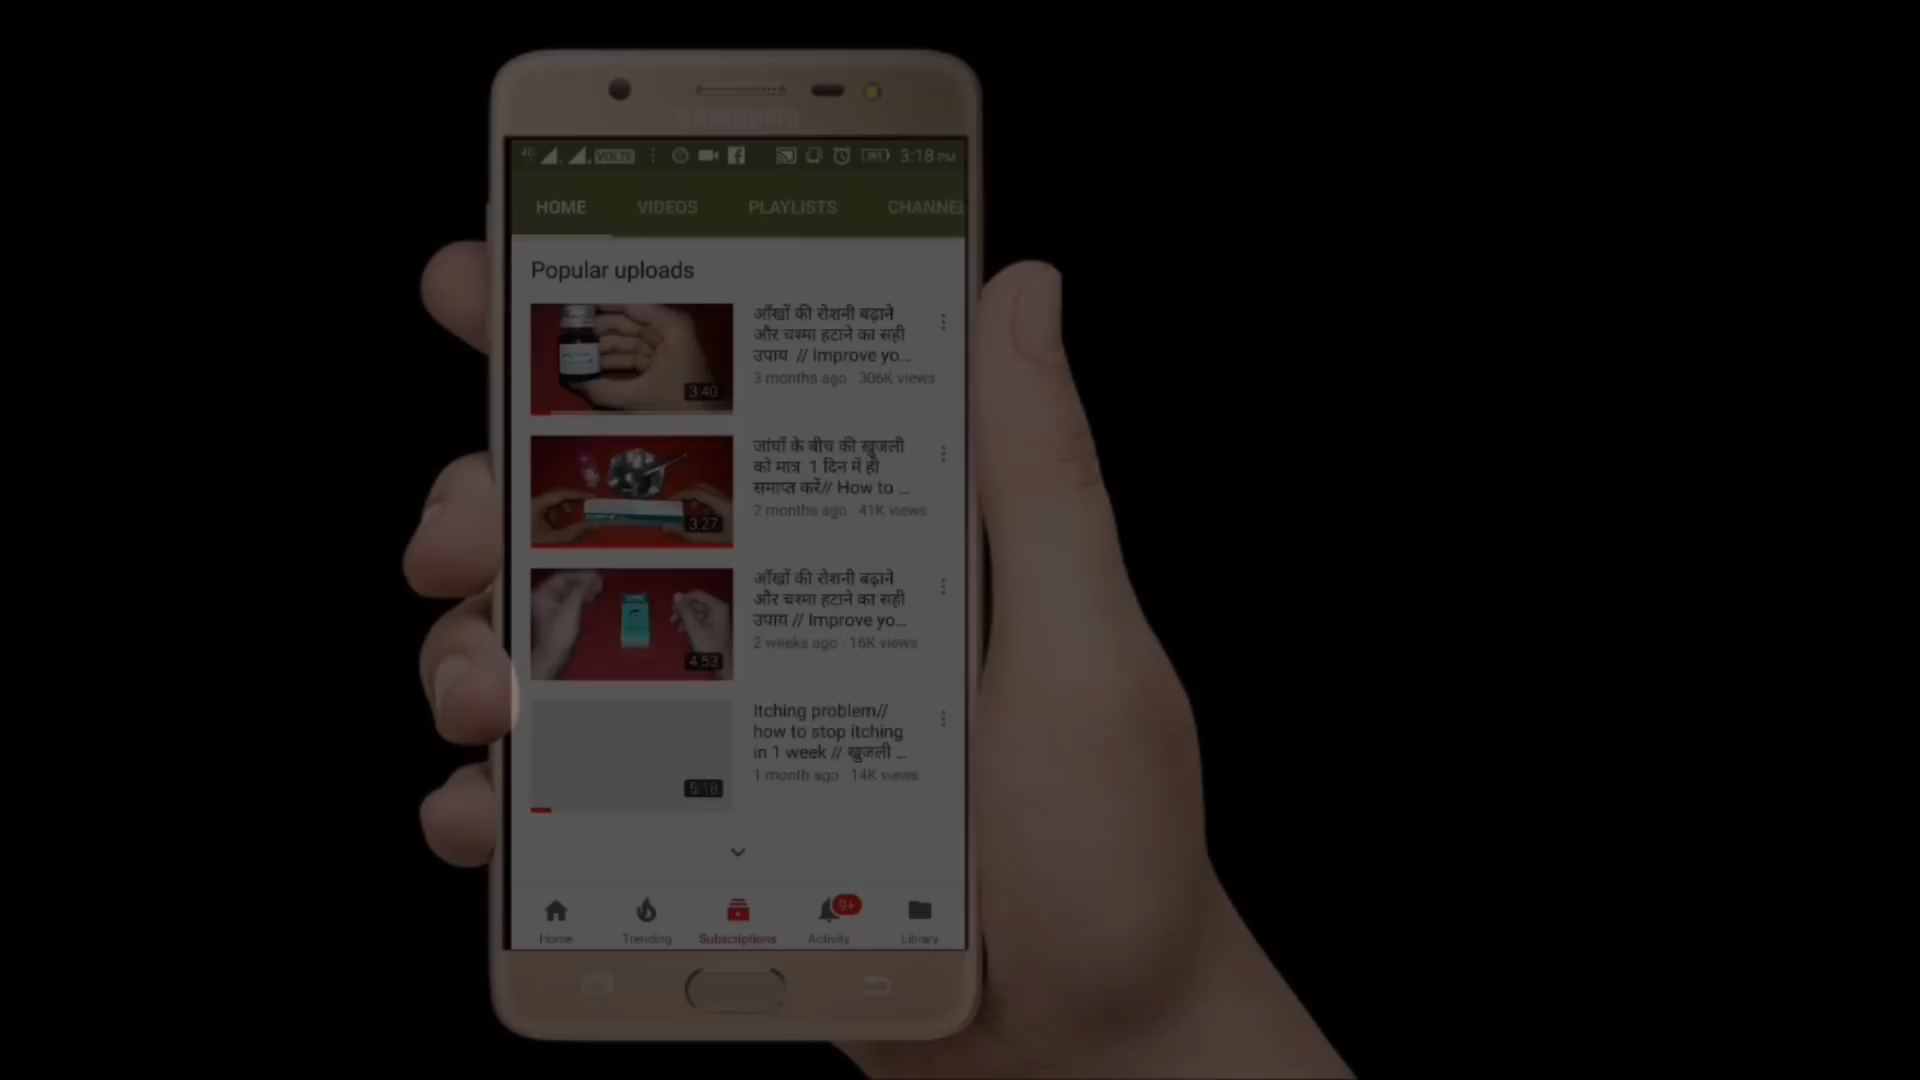 SAMSUNG
4G VOLTE 3:18 PM
HOME VIDEOS PLAYLISTS CHANNEL
Popular uploads
आँखों की रोशनी बढ़ाने
और चश्मा हटाने का सही
उपाय // Improve yo...
3 months ago · 306K views
3:40
जांघों के बीच की खुजली
को मात्र 1 दिन में ही
समाप्त करें// How to ...
2 months ago · 41K views
3:27
आँखों की रोशनी बढ़ाने
और चश्मा हटाने का सही
उपाय // Improve yo...
2 weeks ago · 16K views
4:53
Itching problem//
how to stop itching
in 1 week // खुजली ...
1 month ago · 14K views
5:18
9+
Home Trending Subscriptions Activity Library